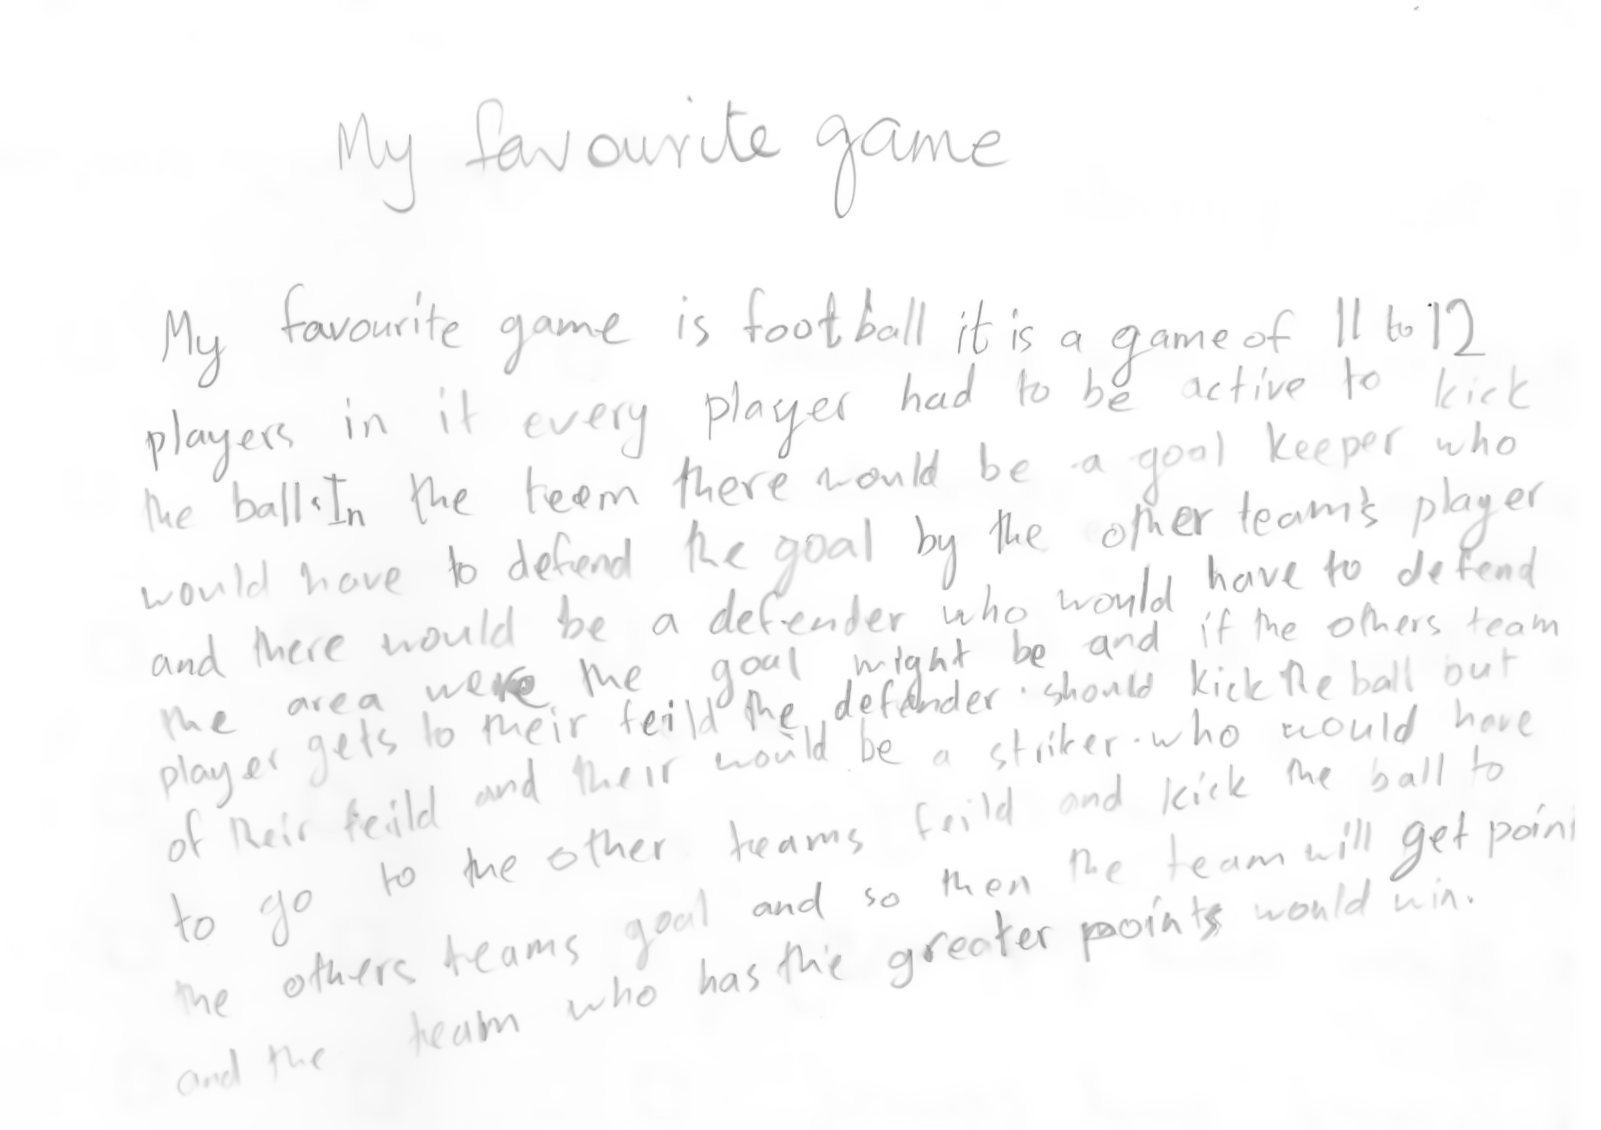 My favourite game
My favourite game is football it is a game of 11 to 12
players in it every player had to be active to kick
the ball. In the teem there would be a goal keeper who
would have to defend the goal by the other team's player
and there would be a defender who would have to defend
the area were the goal might be and if the others team
player gets to their feild the defender should kick the ball but
of their feild and their would be a striker who would have
to go to the other teams feild and kick the ball to
the others teams goal and so then the team will get point
and the team who has the greater points would win.